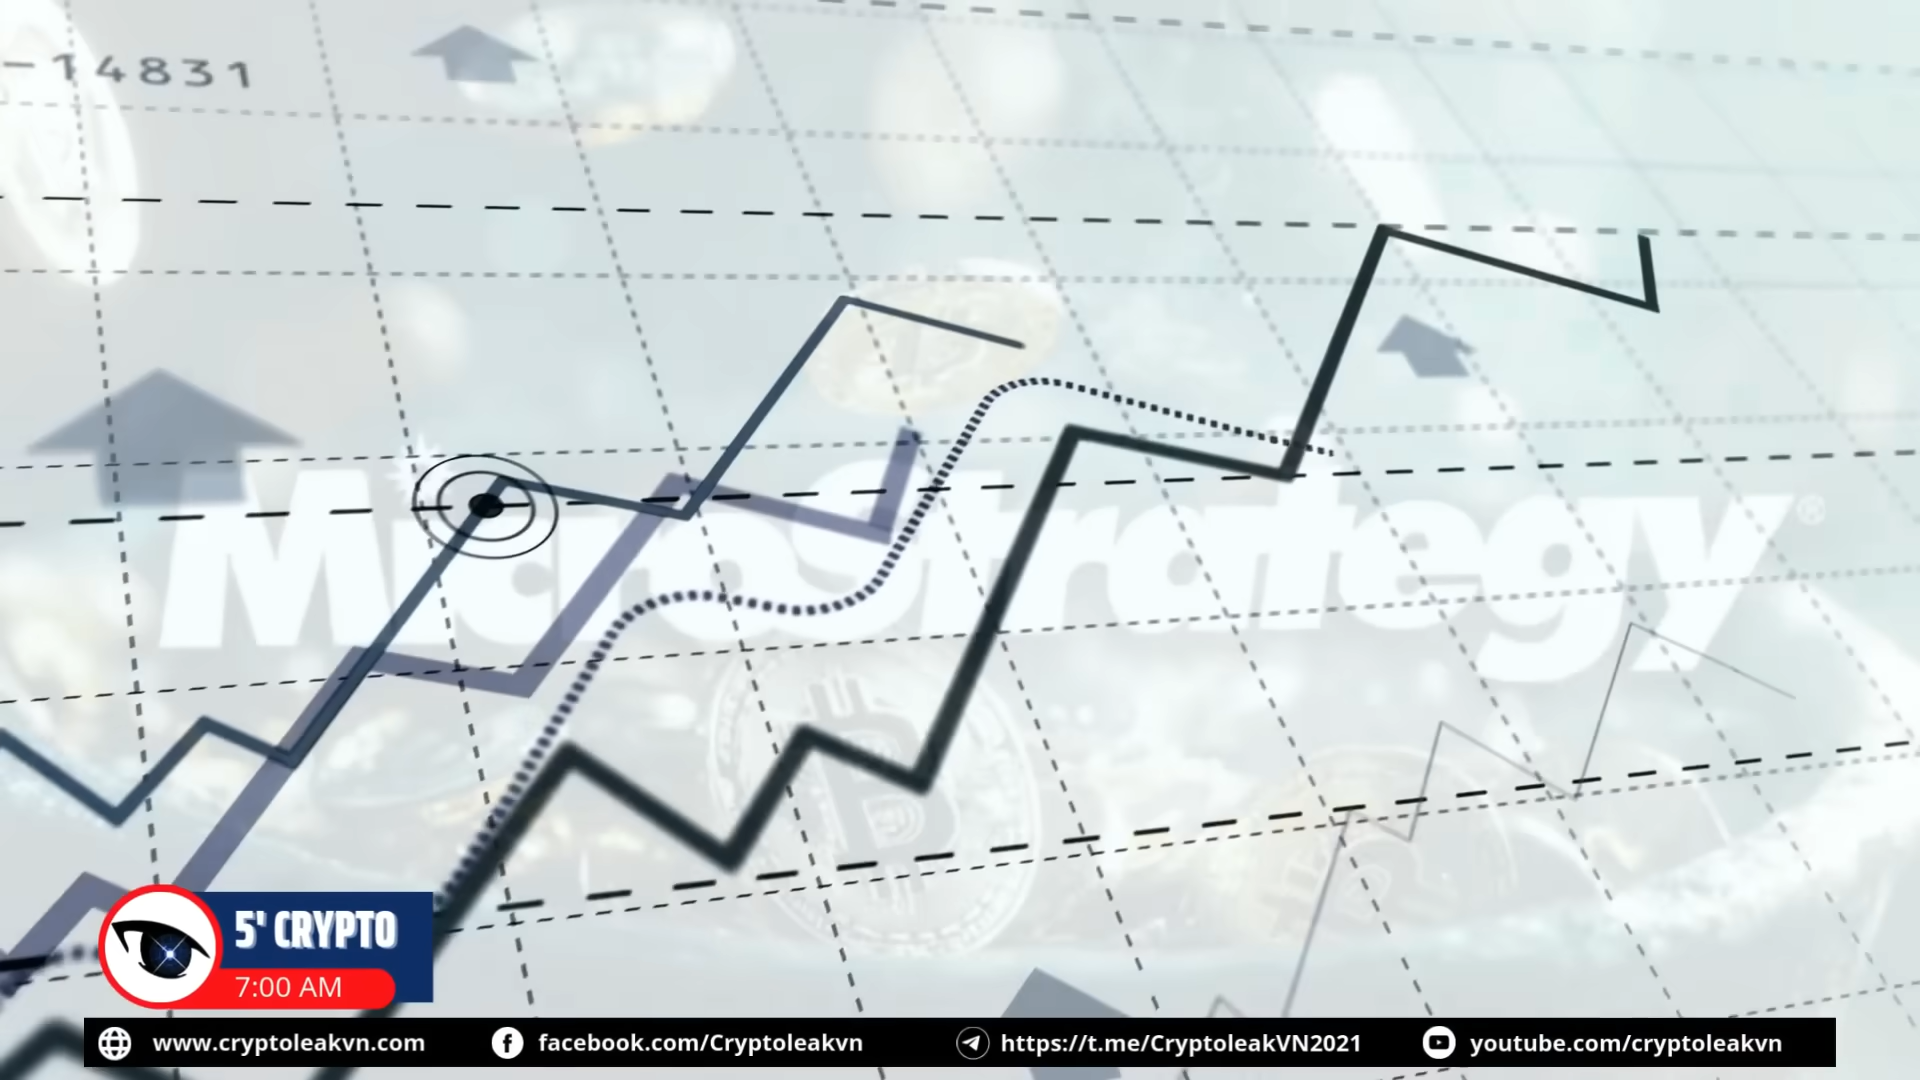 -14831
MicroStrategy®
5' CRYPTO
7:00 AM
www.cryptoleakvn.com
facebook.com/Cryptoleakvn
https://t.me/CryptoleakVN2021
youtube.com/cryptoleakvn